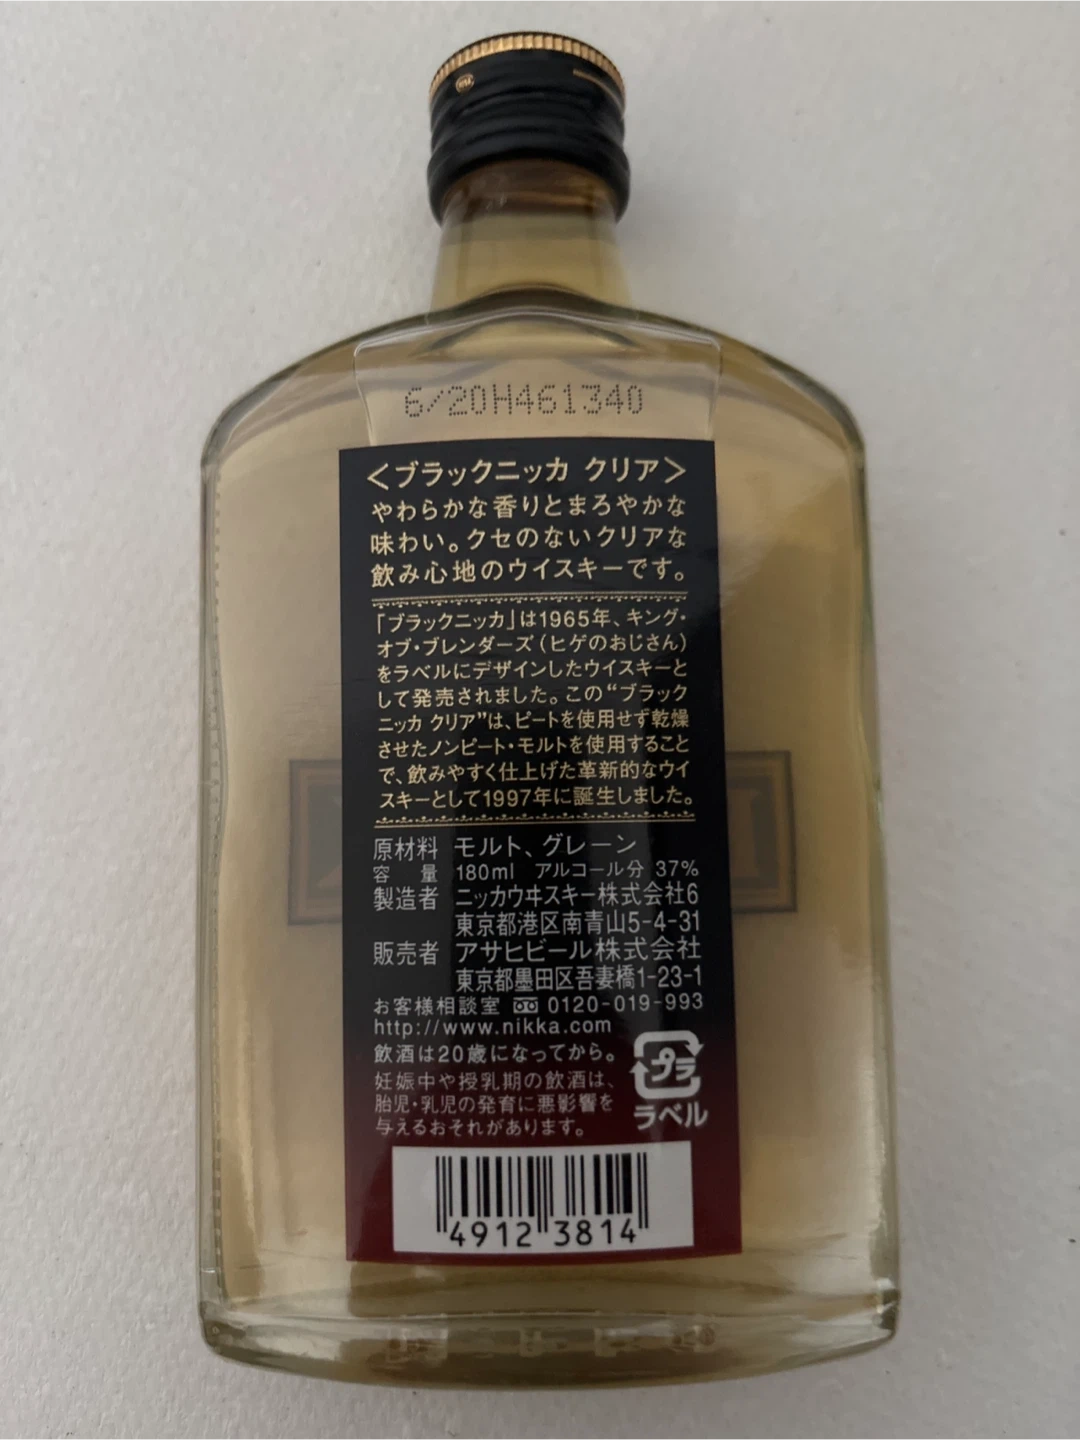 6/20H461340
<ブラックニッカ クリア>
やわらかな香りとまろやかな
味わい。クセのないクリアな
飲み心地のウイスキーです。
「ブラックニッカ」は1965年、キング・
オブ・ブレンダーズ(ヒゲのおじさん)
をラベルにデザインしたウイスキーと
して発売されました。この“ブラック
ニッカ クリア”は、ピートを使用せず乾燥
させたノンピート・モルトを使用すること
で、飲みやすく仕上げた革新的なウイ
スキーとして1997年に誕生しました。
原材料 モルト、グレーン
容 量 180ml アルコール分 37%
製造者 ニッカウヰスキー株式会社6
東京都港区南青山5-4-31
販売者 アサヒビール株式会社
東京都墨田区吾妻橋1-23-1
お客様相談室 0120-019-993
http://www.nikka.com
飲酒は20歳になってから。
妊娠中や授乳期の飲酒は、
胎児・乳児の発育に悪影響を
与えるおそれがあります。
プラ
ラベル
4912 3814